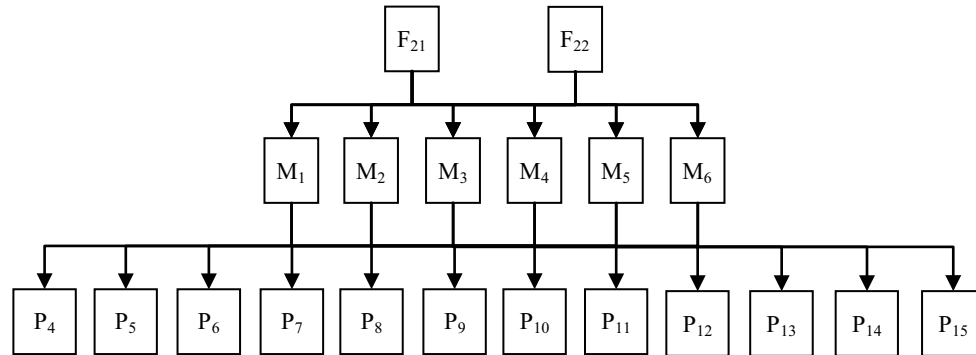 F₂₁ F₂₂
M₁ M₂ M₃ M₄ M₅ M₆
P₄ P₅ P₆ P₇ P₈ P₉ P₁₀ P₁₁ P₁₂ P₁₃ P₁₄ P₁₅